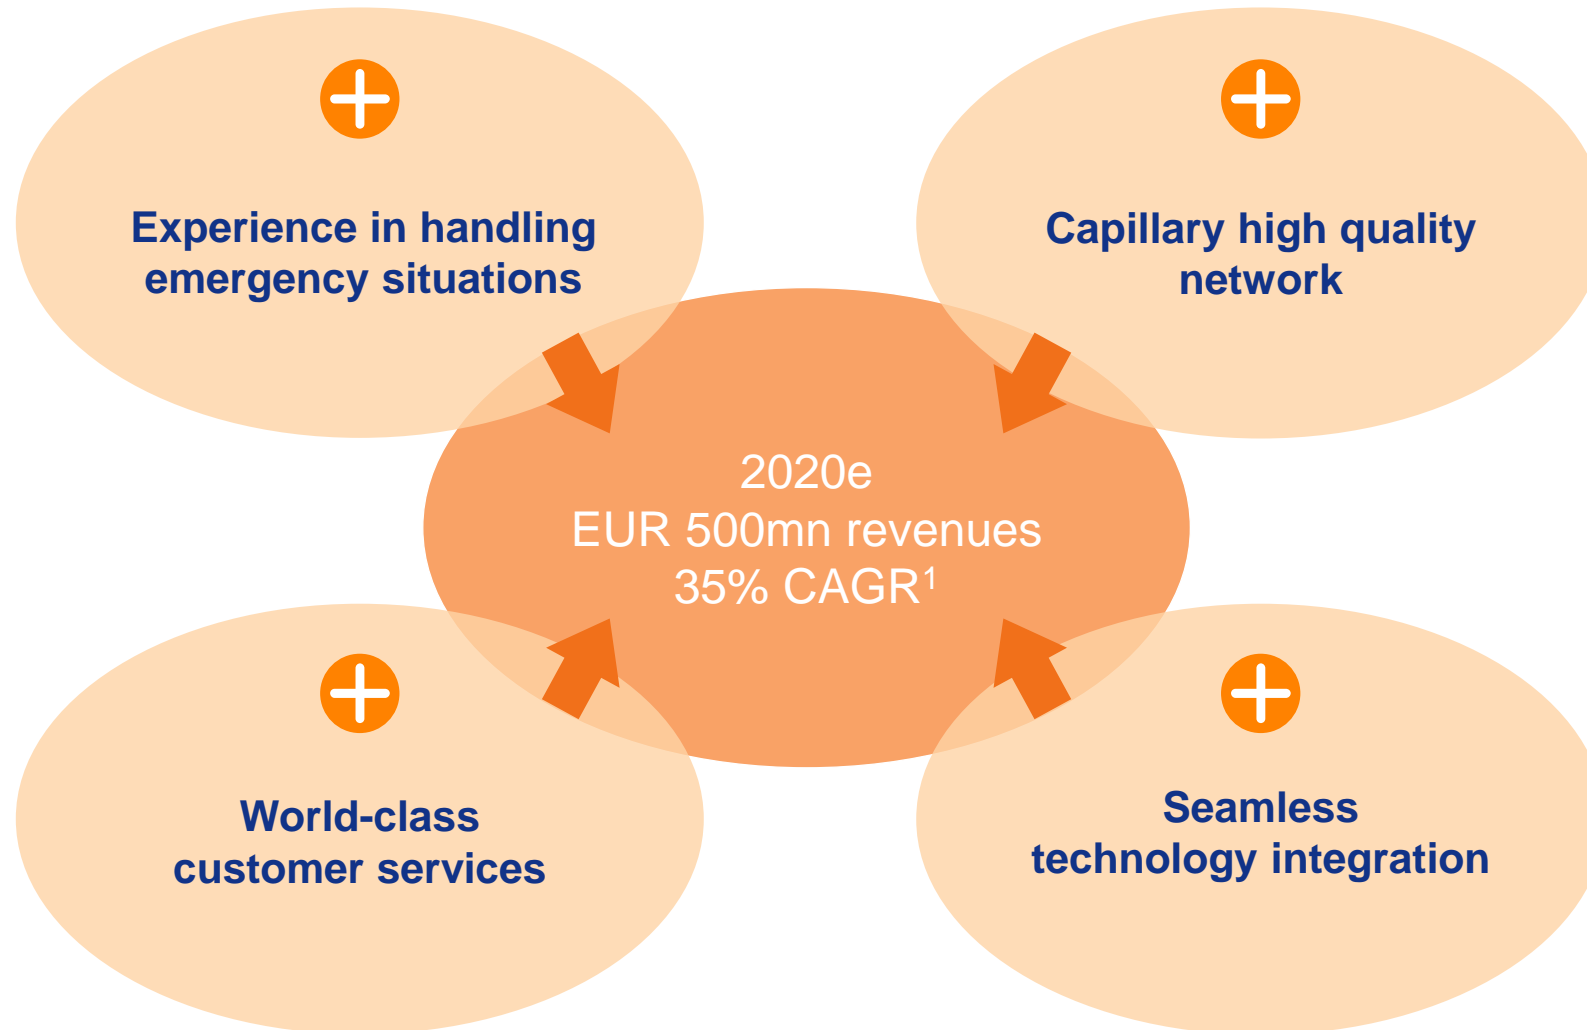 Experience in handling
emergency situations
Capillary high quality
network
2020e
EUR 500mn revenues
35% CAGR¹
World-class
customer services
Seamless
technology integration